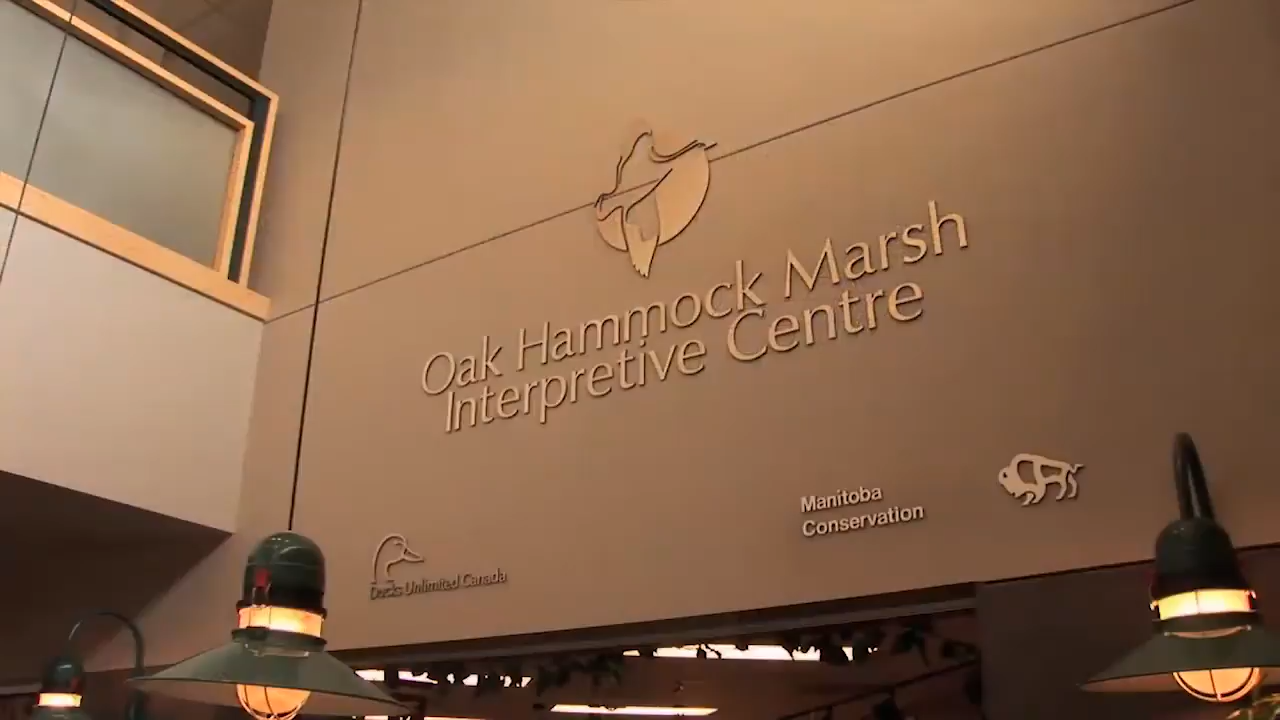 Oak Hammock Marsh
Interpretive Centre
Manitoba
Conservation
Ducks Unlimited Canada